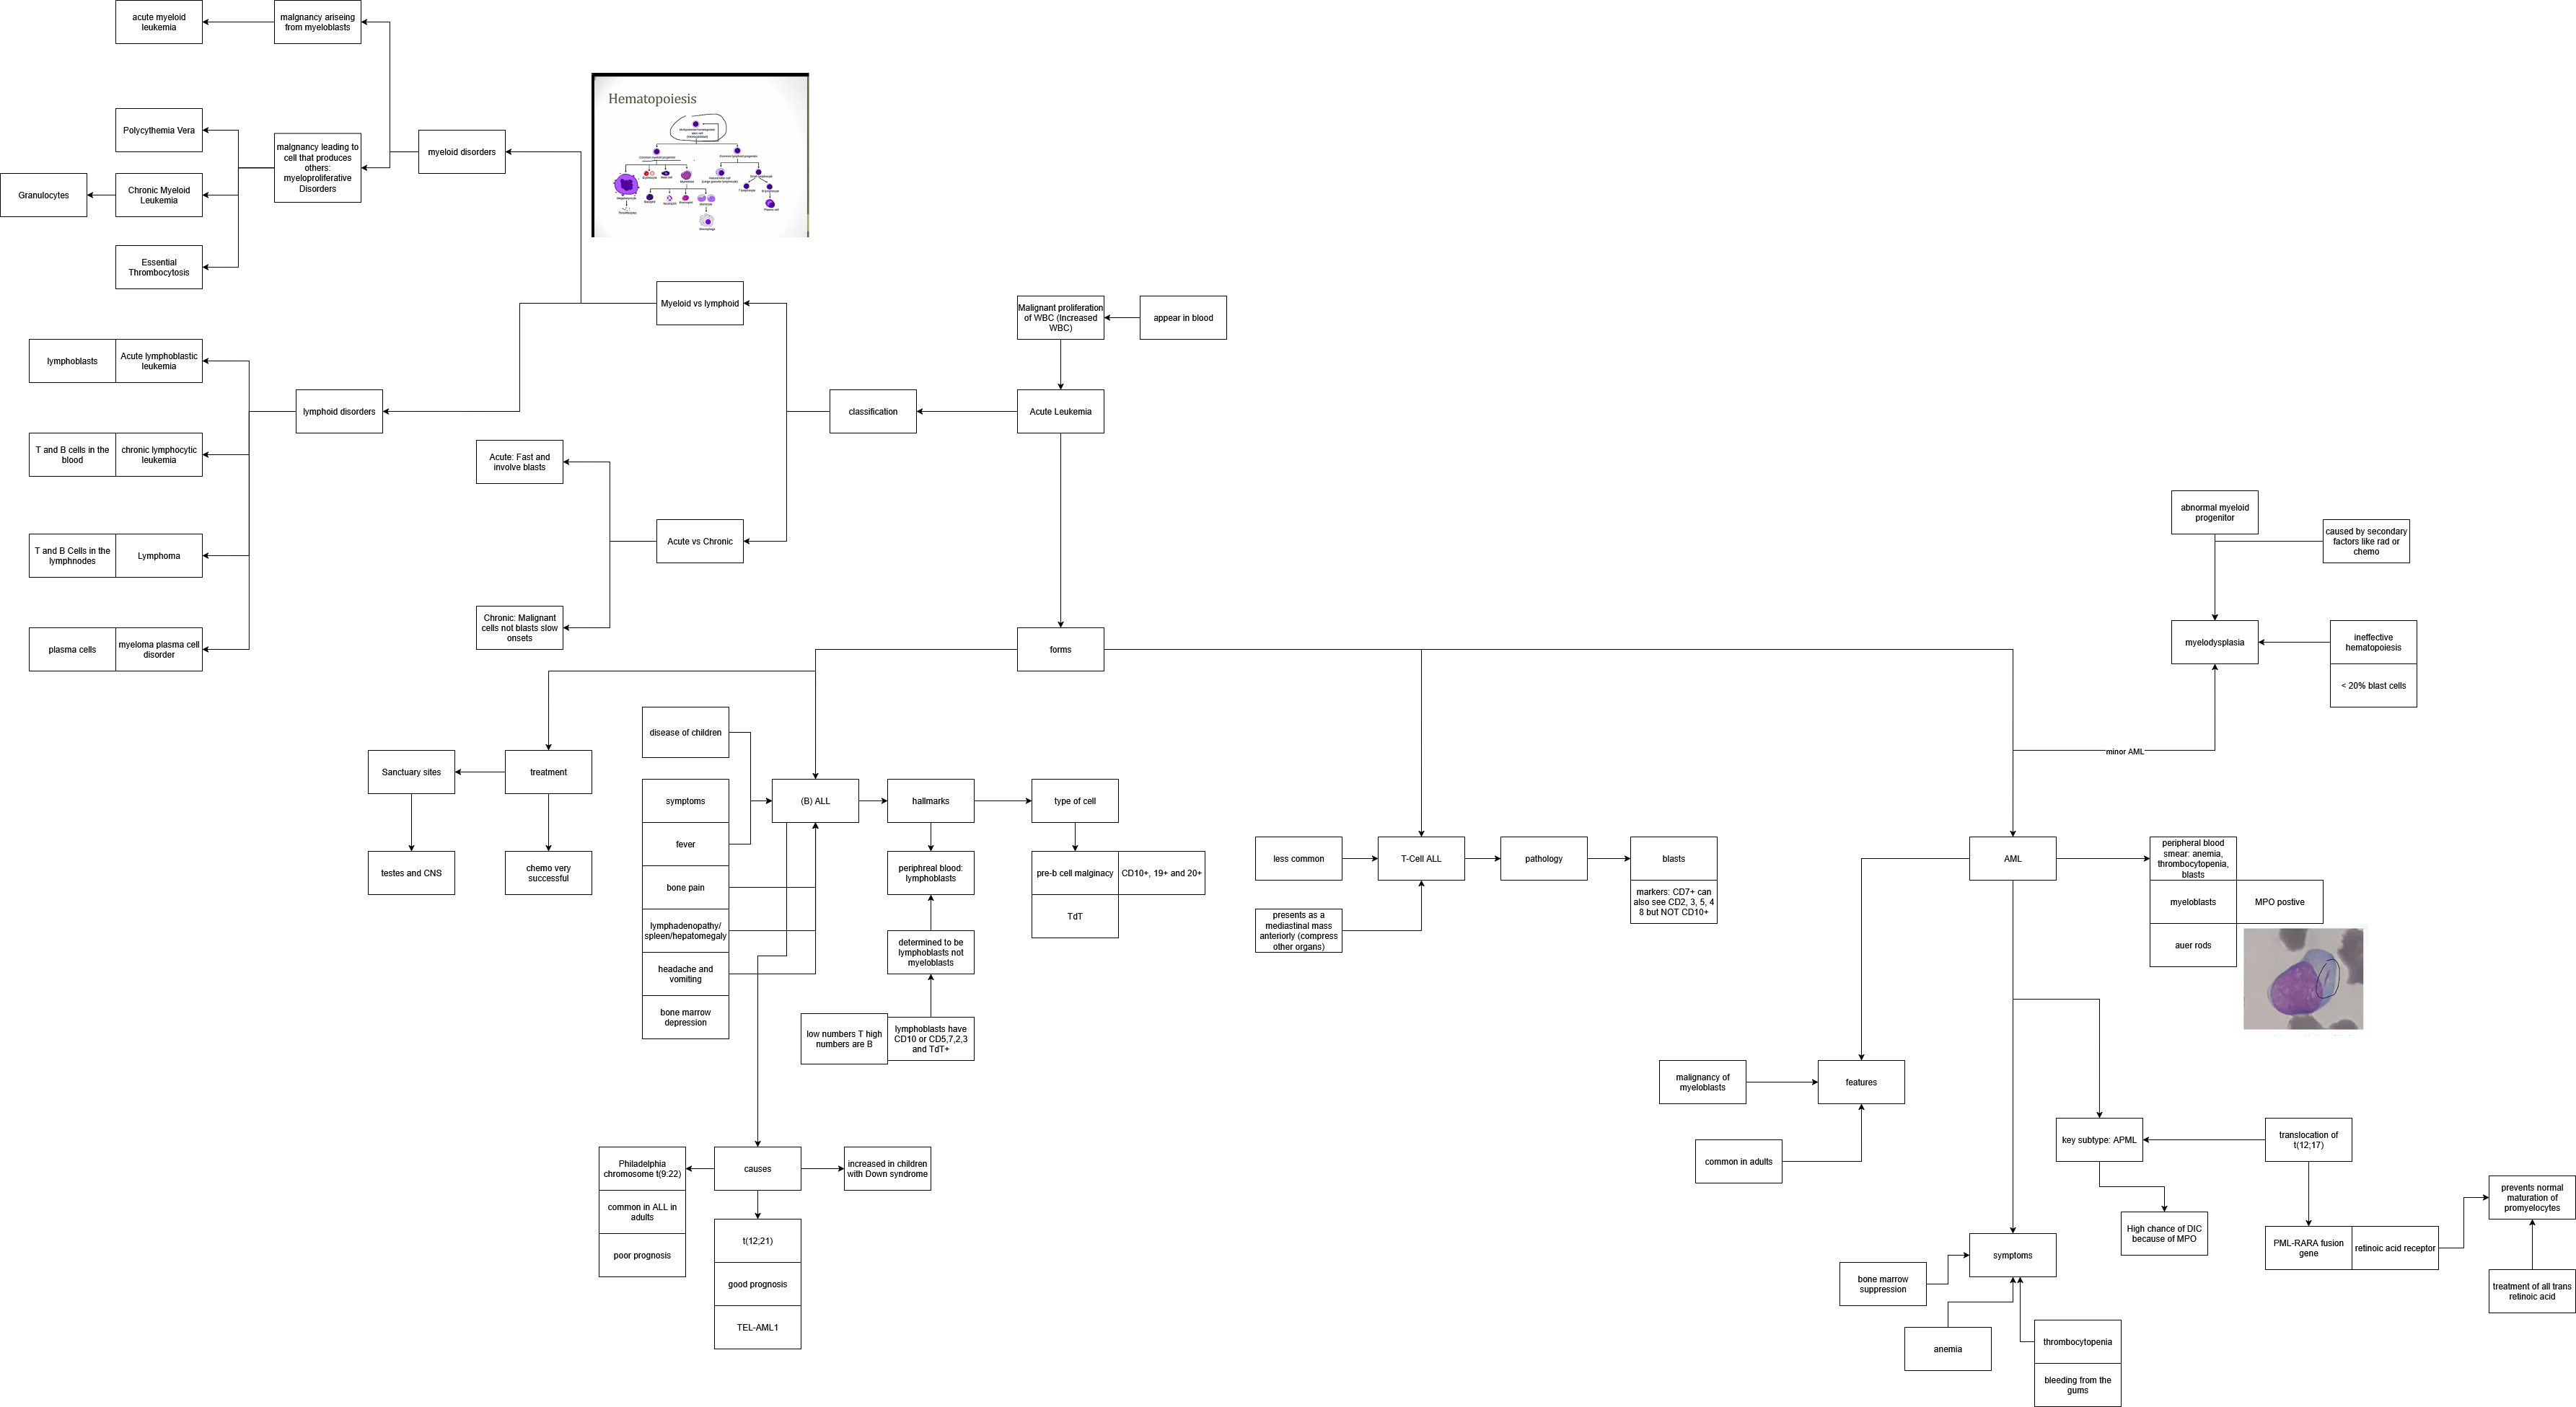 acute myeloid
leukemia
malgnancy ariseing
from myeloblasts
Hematopoiesis
Polycythemia Vera
malgnancy leading to
cell that produces
others:
myeloproliferative
Disorders
myeloid disorders
Granulocytes
Chronic Myeloid
Leukemia
Essential
Thrombocytosis
Myeloid vs lymphoid
Malignant proliferation
of WBC (Increased
WBC)
appear in blood
lymphoblasts
Acute lymphoblastic
leukemia
lymphoid disorders
classification
Acute Leukemia
T and B cells in the
blood
chronic lymphocytic
leukemia
Acute: Fast and
involve blasts
T and B Cells in the
lymphnodes
Lymphoma
Acute vs Chronic
Chronic: Malignant
cells not blasts slow
onsets
plasma cells
myeloma plasma cell
disorder
forms
abnormal myeloid
progenitor
caused by secondary
factors like rad or
chemo
myelodysplasia
ineffective
hematopoiesis
< 20% blast cells
minor AML
disease of children
Sanctuary sites
treatment
testes and CNS
chemo very
successful
symptoms
fever
bone pain
lymphadenopathy/
spleen/hepatomegaly
headache and
vomiting
bone marrow
depression
(B) ALL
hallmarks
type of cell
periphreal blood:
lymphoblasts
pre-b cell malginacy
CD10+, 19+ and 20+
TdT
determined to be
lymphoblasts not
myeloblasts
low numbers T high
numbers are B
lymphoblasts have
CD10 or CD5,7,2,3
and TdT+
less common
T-Cell ALL
pathology
blasts
markers: CD7+ can
also see CD2, 3, 5, 4
8 but NOT CD10+
presents as a
mediastinal mass
anteriorly (compress
other organs)
AML
peripheral blood
smear: anemia,
thrombocytopenia,
blasts
myeloblasts
MPO postive
auer rods
malignancy of
myeloblasts
features
common in adults
key subtype: APML
translocation of
t(12;17)
High chance of DIC
because of MPO
PML-RARA fusion
gene
retinoic acid receptor
prevents normal
maturation of
promyelocytes
treatment of all trans
retinoic acid
Philadelphia
chromosome t(9:22)
common in ALL in
adults
poor prognosis
causes
increased in children
with Down syndrome
t(12;21)
good prognosis
TEL-AML1
symptoms
bone marrow
suppression
anemia
thrombocytopenia
bleeding from the
gums